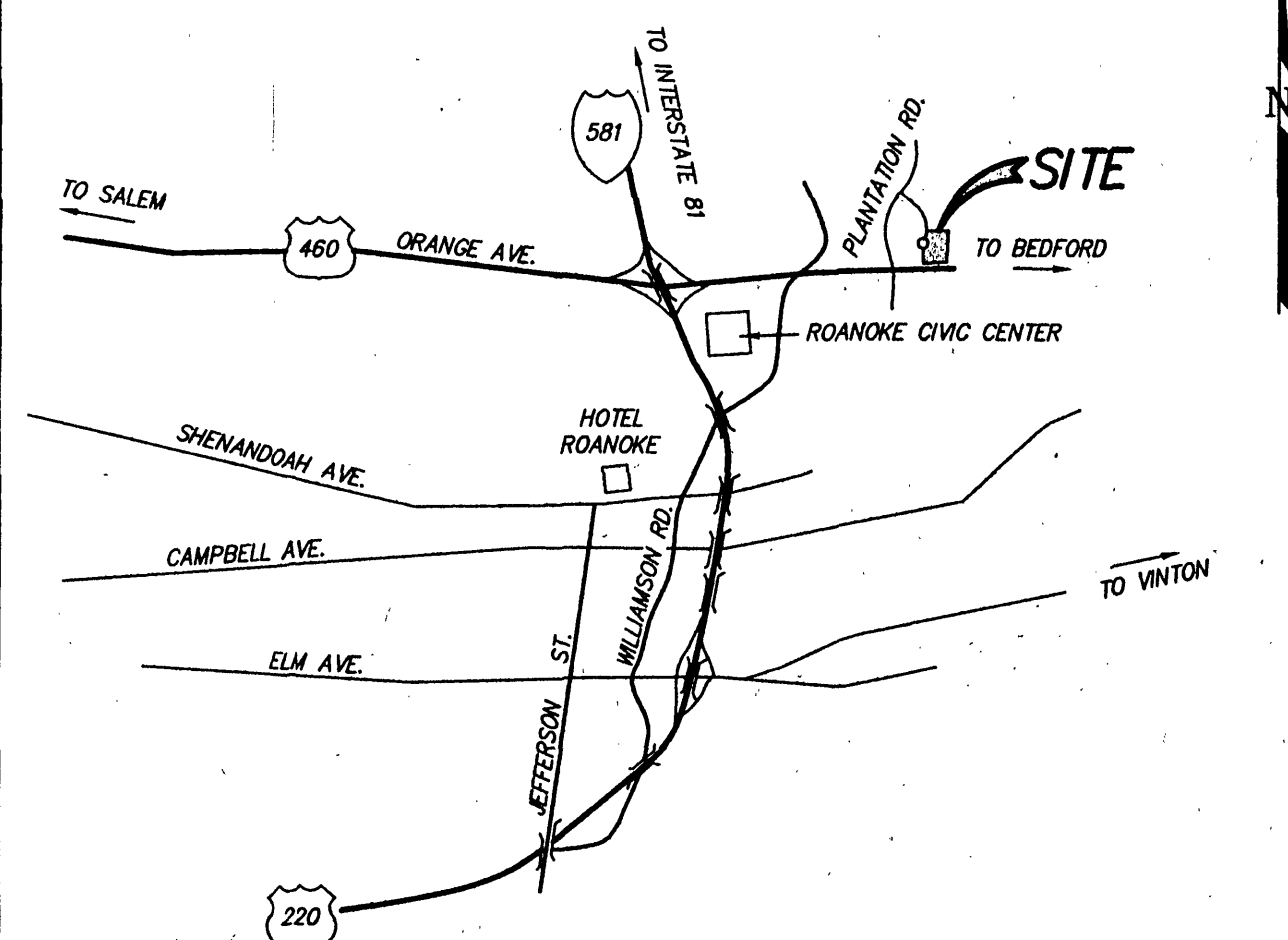 TO INTERSTATE 81
581
N
PLANTATION RD.
SITE
TO SALEM
460
ORANGE AVE.
TO BEDFORD
ROANOKE CIVIC CENTER
HOTEL
ROANOKE
SHENANDOAH AVE.
CAMPBELL AVE.
WILLIAMSON RD.
TO VINTON
ELM AVE.
JEFFERSON ST.
220